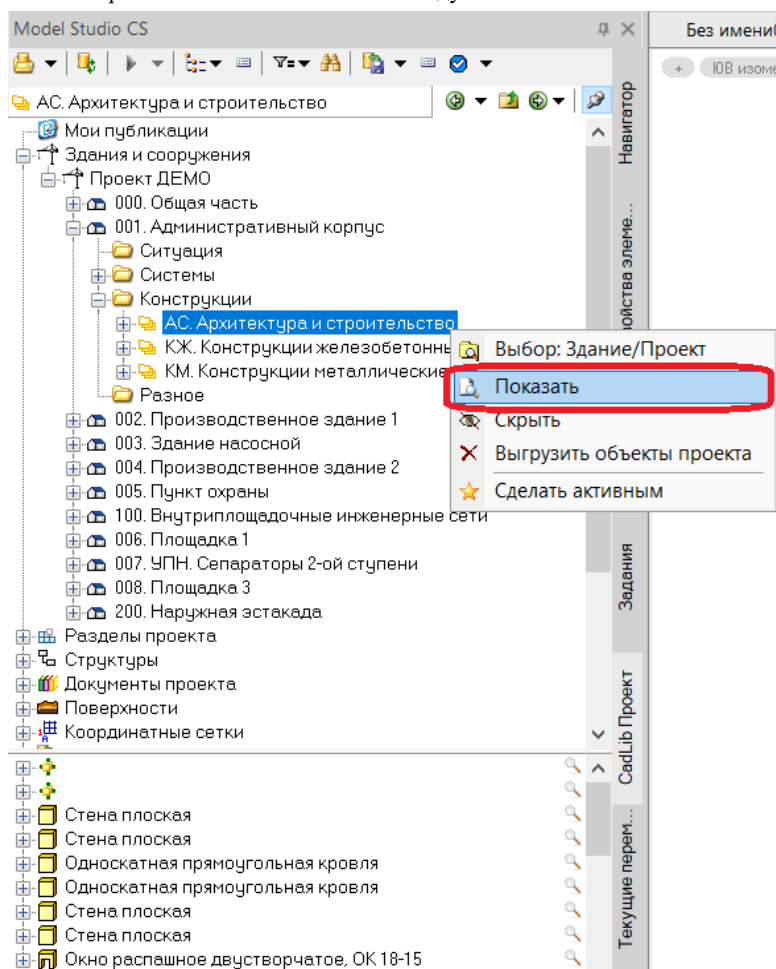 Model Studio CS
Без имени
ЮВ изоме
АС. Архитектура и строительство
Навигатор
Мои публикации
Здания и сооружения
Проект ДЕМО
000. Общая часть
001. Административный корпус
Ситуация
Системы
ойства элеме...
Конструкции
АС. Архитектура и строительство
КЖ. Конструкции железобетонны
КМ. Конструкции металлические
Разное
Выбор: Здание/Проект
Показать
Скрыть
Выгрузить объекты проекта
Сделать активным
002. Производственное здание 1
003. Здание насосной
004. Производственное здание 2
005. Пункт охраны
100. Внутриплощадочные инженерные сети
006. Площадка 1
007. УПН. Сепараторы 2-ой ступени
008. Площадка 3
200. Наружная эстакада
Задания
Разделы проекта
Структуры
Документы проекта
Поверхности
Координатные сетки
CadLib Проект
Стена плоская
Стена плоская
Односкатная прямоугольная кровля
Односкатная прямоугольная кровля
Стена плоская
Стена плоская
Окно распашное двустворчатое, ОК 18-15
Текущие перем...